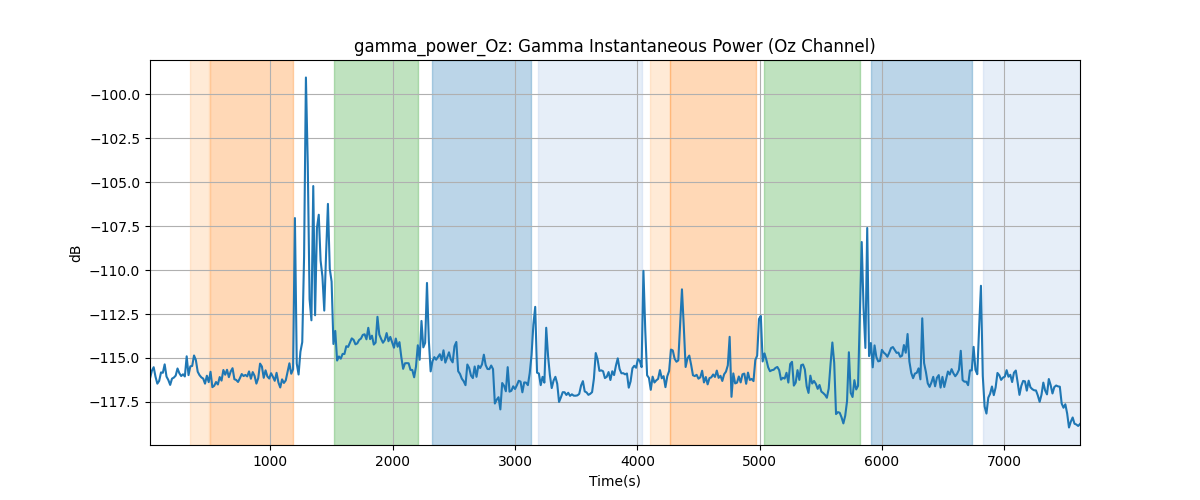 gamma_power_Oz: Gamma Instantaneous Power (Oz Channel)
−100.0
−102.5
−105.0
−107.5
−110.0
−112.5
−115.0
−117.5
dB
1000 2000 3000 4000 5000 6000 7000
Time(s)